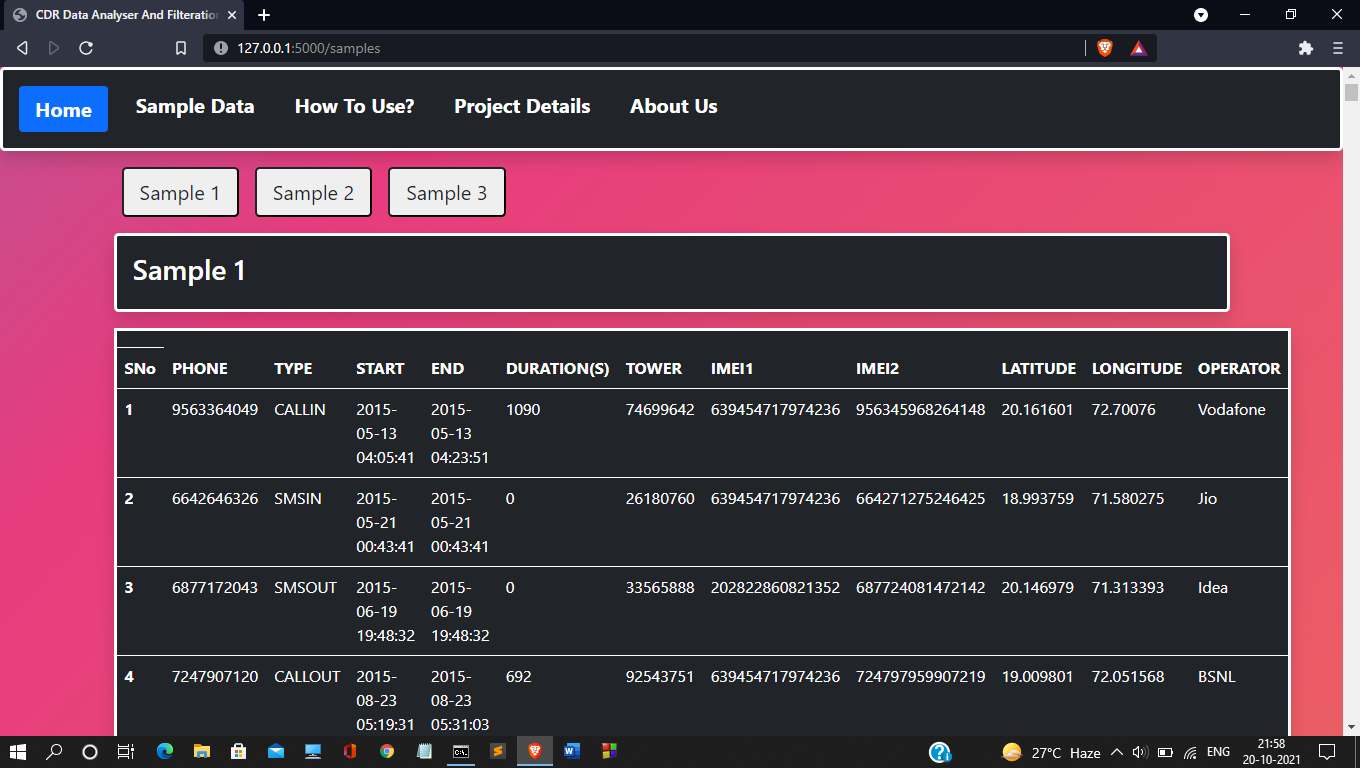 CDR Data Analyser And Filteratio
127.0.0.1:5000/samples
Home Sample Data How To Use? Project Details About Us
Sample 1 Sample 2 Sample 3
Sample 1
SNo PHONE TYPE START END DURATION(S) TOWER IMEI1 IMEI2 LATITUDE LONGITUDE OPERATOR
1 9563364049 CALLIN 2015- 2015- 1090 74699642 639454717974236 956345968264148 20.161601 72.70076 Vodafone
05-13 05-13
04:05:41 04:23:51
2 6642646326 SMSIN 2015- 2015- 0 26180760 639454717974236 664271275246425 18.993759 71.580275 Jio
05-21 05-21
00:43:41 00:43:41
3 6877172043 SMSOUT 2015- 2015- 0 33565888 202822860821352 687724081472142 20.146979 71.313393 Idea
06-19 06-19
19:48:32 19:48:32
4 7247907120 CALLOUT 2015- 2015- 692 92543751 639454717974236 724797959907219 19.009801 72.051568 BSNL
08-23 08-23
05:19:31 05:31:03
27°C Haze ENG 21:58
20-10-2021